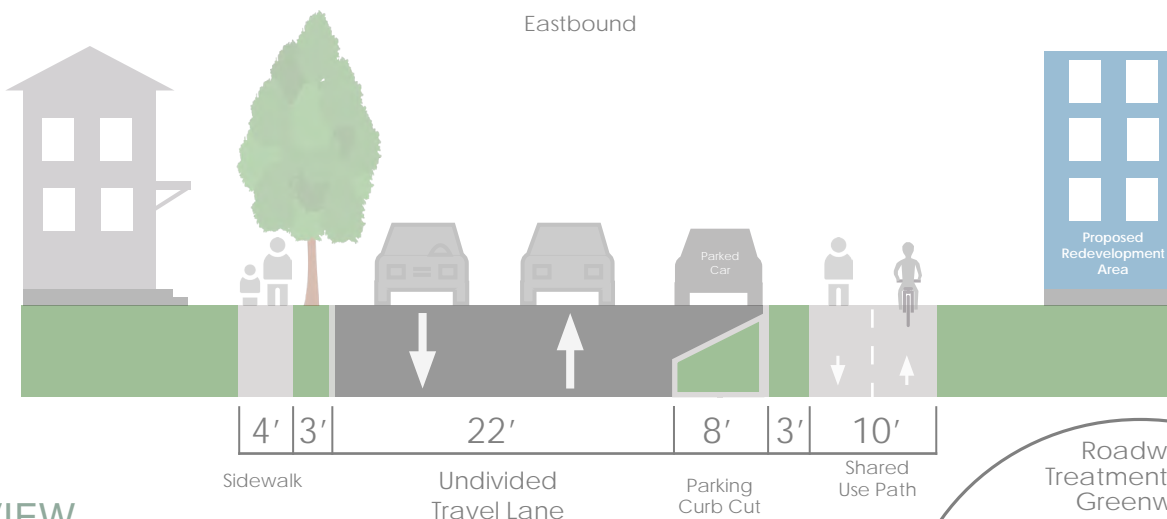 Eastbound
Parked
Car
Proposed
Redevelopment
Area
4' 3' 22' 8' 3' 10'
Sidewalk
Undivided
Travel Lane
Parking
Curb Cut
Shared
Use Path
Treatment